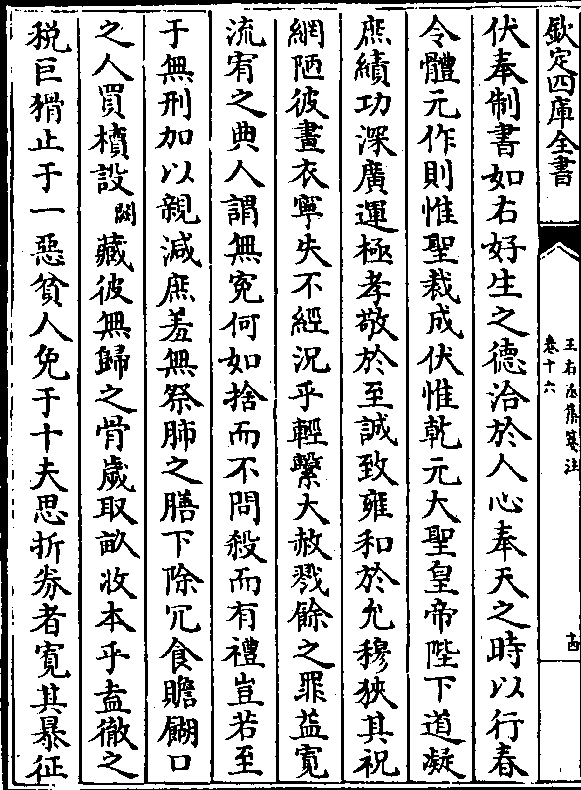 欽定四庫全書
王右丞集箋注
卷十六
十四
伏奉制書如右好生之德洽於人心奉天之時以行春
令體元作則惟聖裁成伏惟乾元大聖皇帝陛下道凝
庶績功深廣運極孝敬於至誠致雍和於允穆狹其祝
網陋彼畫衣寧失不經況乎輕繫大赦戮餘之罪益寛
流宥之典人謂無寃何如捨而不問殺而有禮豈若至
于無刑加以親減庶羞無祭肺之膳下除冗食贍餬口
之人買櫝設闕藏彼無歸之骨歲取畝收本乎盍徹之
税巨猾止于一惡貧人免于十夫思折券者寛其暴征